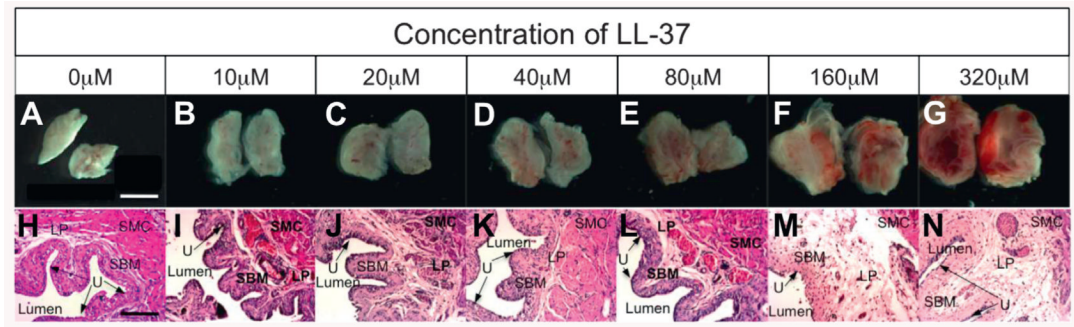 Concentration of LL-37
0μM 10μM 20μM 40μM 80μM 160μM 320μM
A B C D E F G
H LP SMC SBM U Lumen
I U Lumen SBM LP SMC
J U Lumen SBM LP SMC
K Lumen U SBM LP SMC
L U LP SBM SMC Lumen
M SMC SBM LP U Lumen
N SMC Lumen LP SBM U